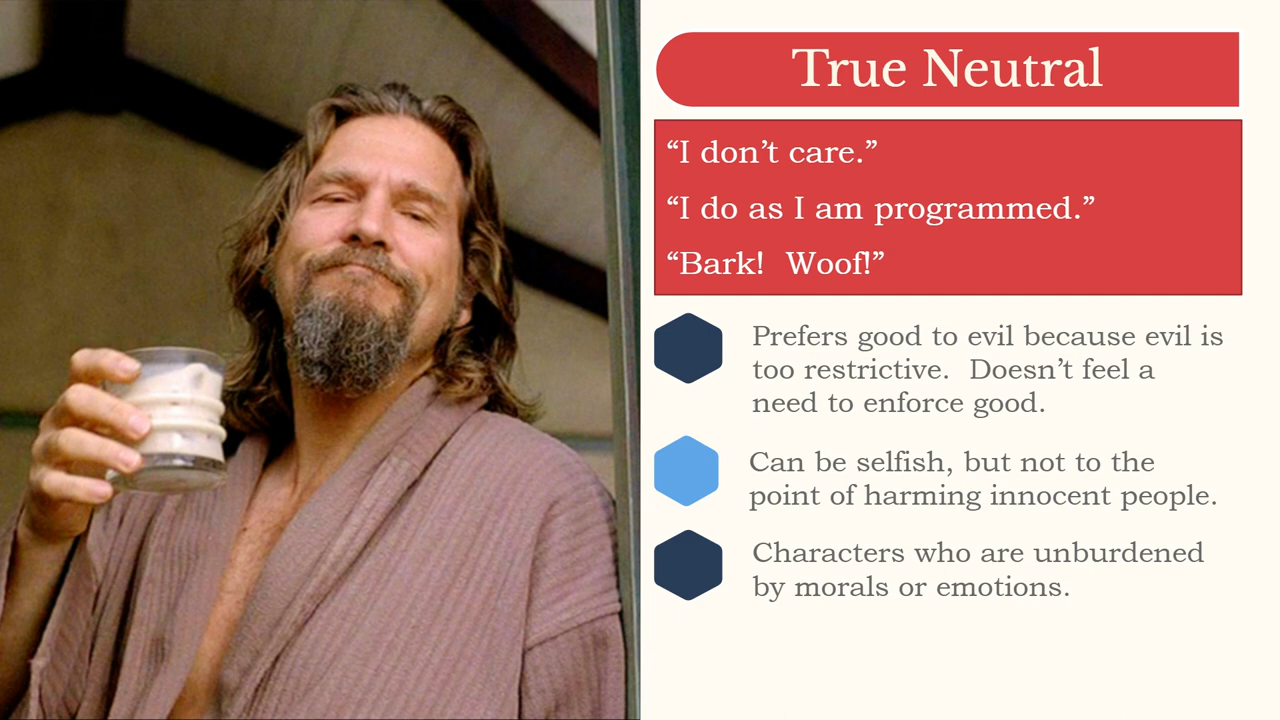 True Neutral
“I don’t care.”
“I do as I am programmed.”
“Bark!  Woof!”
Prefers good to evil because evil is
too restrictive.  Doesn’t feel a
need to enforce good.
Can be selfish, but not to the
point of harming innocent people.
Characters who are unburdened
by morals or emotions.